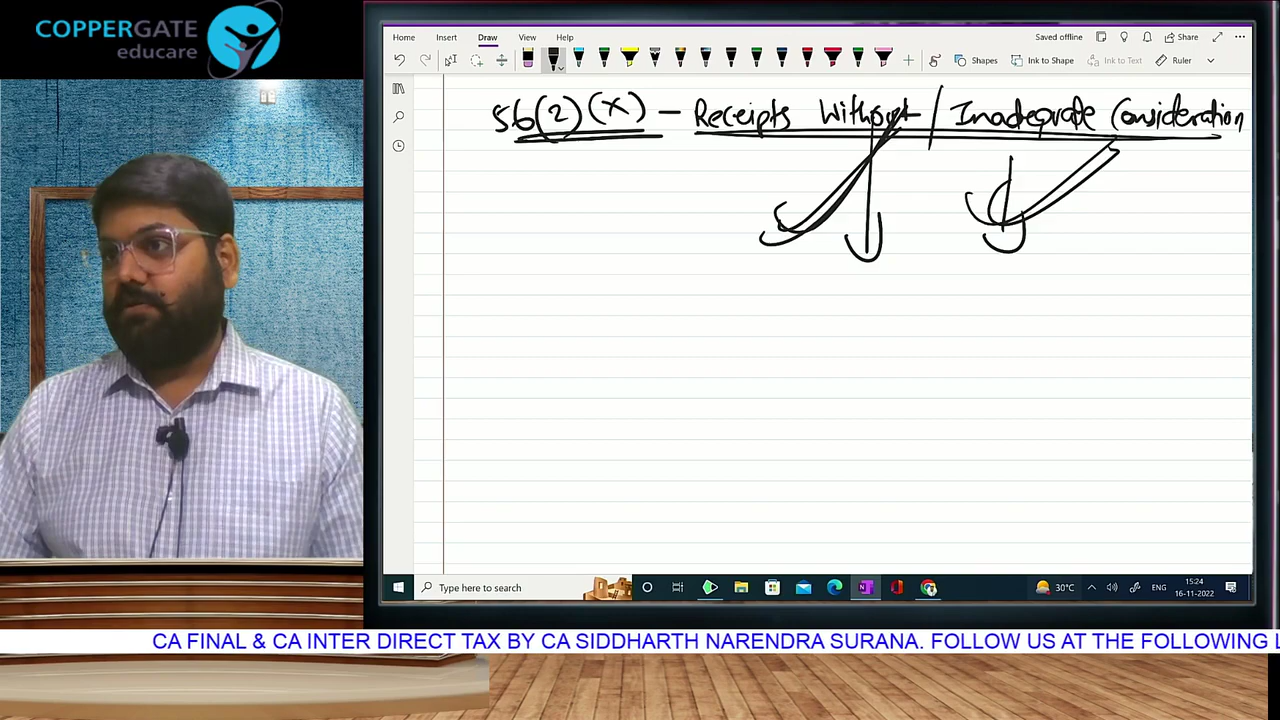 COPPERGATE
educare
Home Insert Draw View Help
Saved offline Share
Shapes Ink to Shape Ink to Text Ruler
56(2)(x) - Receipts Without / Inadequate Consideration
Type here to search
30°C ENG 15:24
16-11-2022
CA FINAL & CA INTER DIRECT TAX BY CA SIDDHARTH NARENDRA SURANA. FOLLOW US AT THE FOLLOWING L